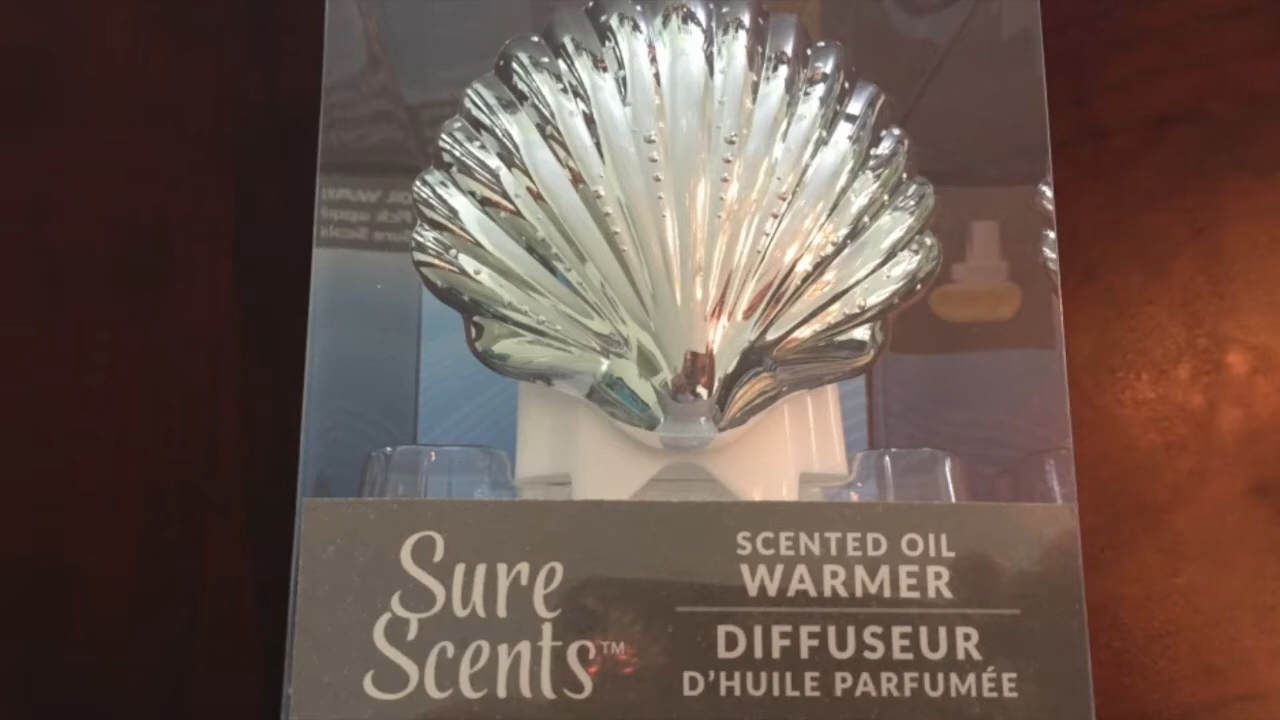 Sure
Scents™
SCENTED OIL
WARMER
DIFFUSEUR
D'HUILE PARFUMÉE